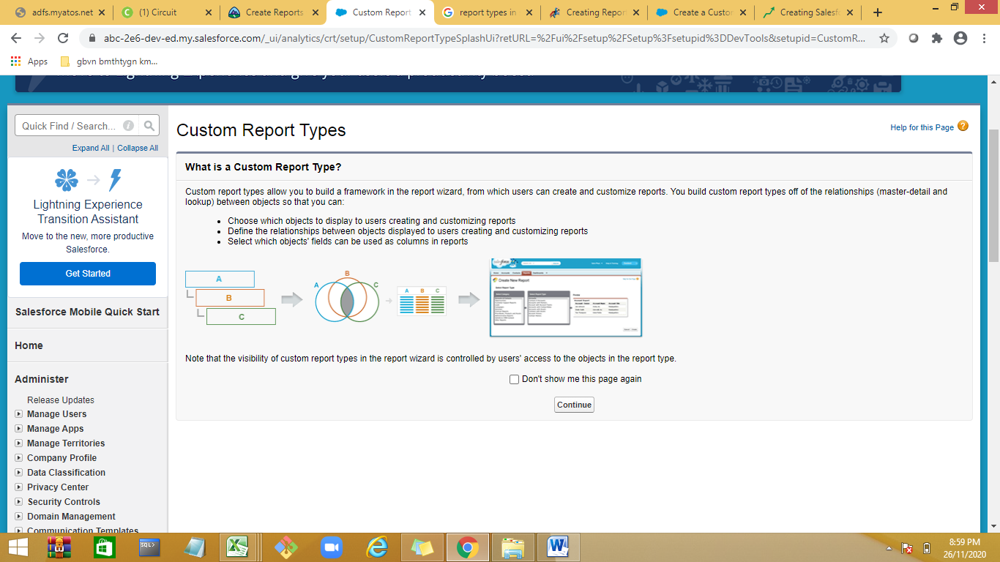 adfs.myatos.net
(1) Circuit
Create Reports
Custom Report
report types in
Creating Repor
Create a Custor
Creating Salesf
abc-2e6-dev-ed.my.salesforce.com/_ui/analytics/crt/setup/CustomReportTypeSplashUi?retURL=%2Fui%2Fsetup%2FSetup%3Fsetupid%3DDevTools&setupid=CustomR...
Apps
gbvn bmthtygn km...
Quick Find / Search...
Expand All | Collapse All
Lightning Experience
Transition Assistant
Move to the new, more productive
Salesforce.
Get Started
Salesforce Mobile Quick Start
Home
Administer
Release Updates
Manage Users
Manage Apps
Manage Territories
Company Profile
Data Classification
Privacy Center
Security Controls
Domain Management
Communication Templates
Custom Report Types
Help for this Page ?
What is a Custom Report Type?
Custom report types allow you to build a framework in the report wizard, from which users can create and customize reports. You build custom report types off of the relationships (master-detail and
lookup) between objects so that you can:
Choose which objects to display to users creating and customizing reports
Define the relationships between objects displayed to users creating and customizing reports
Select which objects' fields can be used as columns in reports
A
B
C
A
B
C
A B C
Create New Report
Note that the visibility of custom report types in the report wizard is controlled by users' access to the objects in the report type.
Don't show me this page again
Continue
SQL>
8:59 PM
26/11/2020